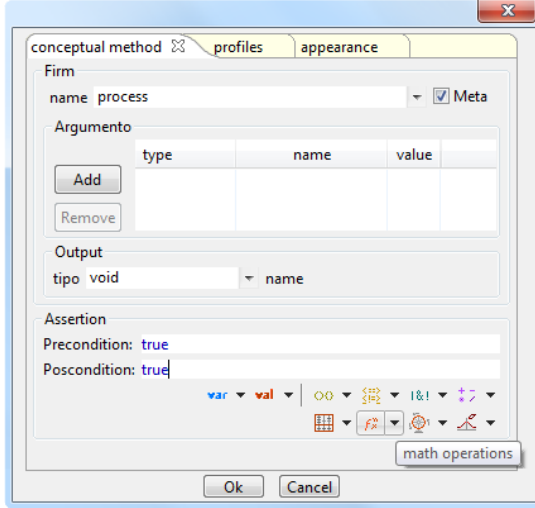 conceptual method profiles appearance
Firm
name process Meta
Argumento
type name value
Add
Remove
Output
tipo void name
Assertion
Precondition: true
Poscondition: true
var val
math operations
Ok Cancel